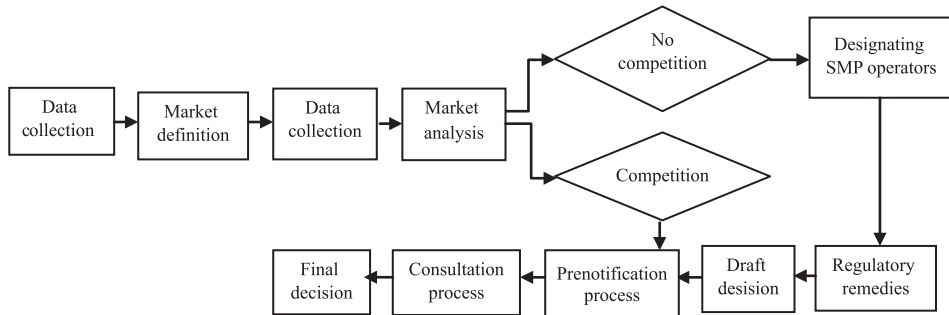 Data
collection
Market
definition
Data
collection
Market
analysis
No
competition
Designating
SMP operators
Competition
Final
decision
Consultation
process
Prenotification
process
Draft
desision
Regulatory
remedies